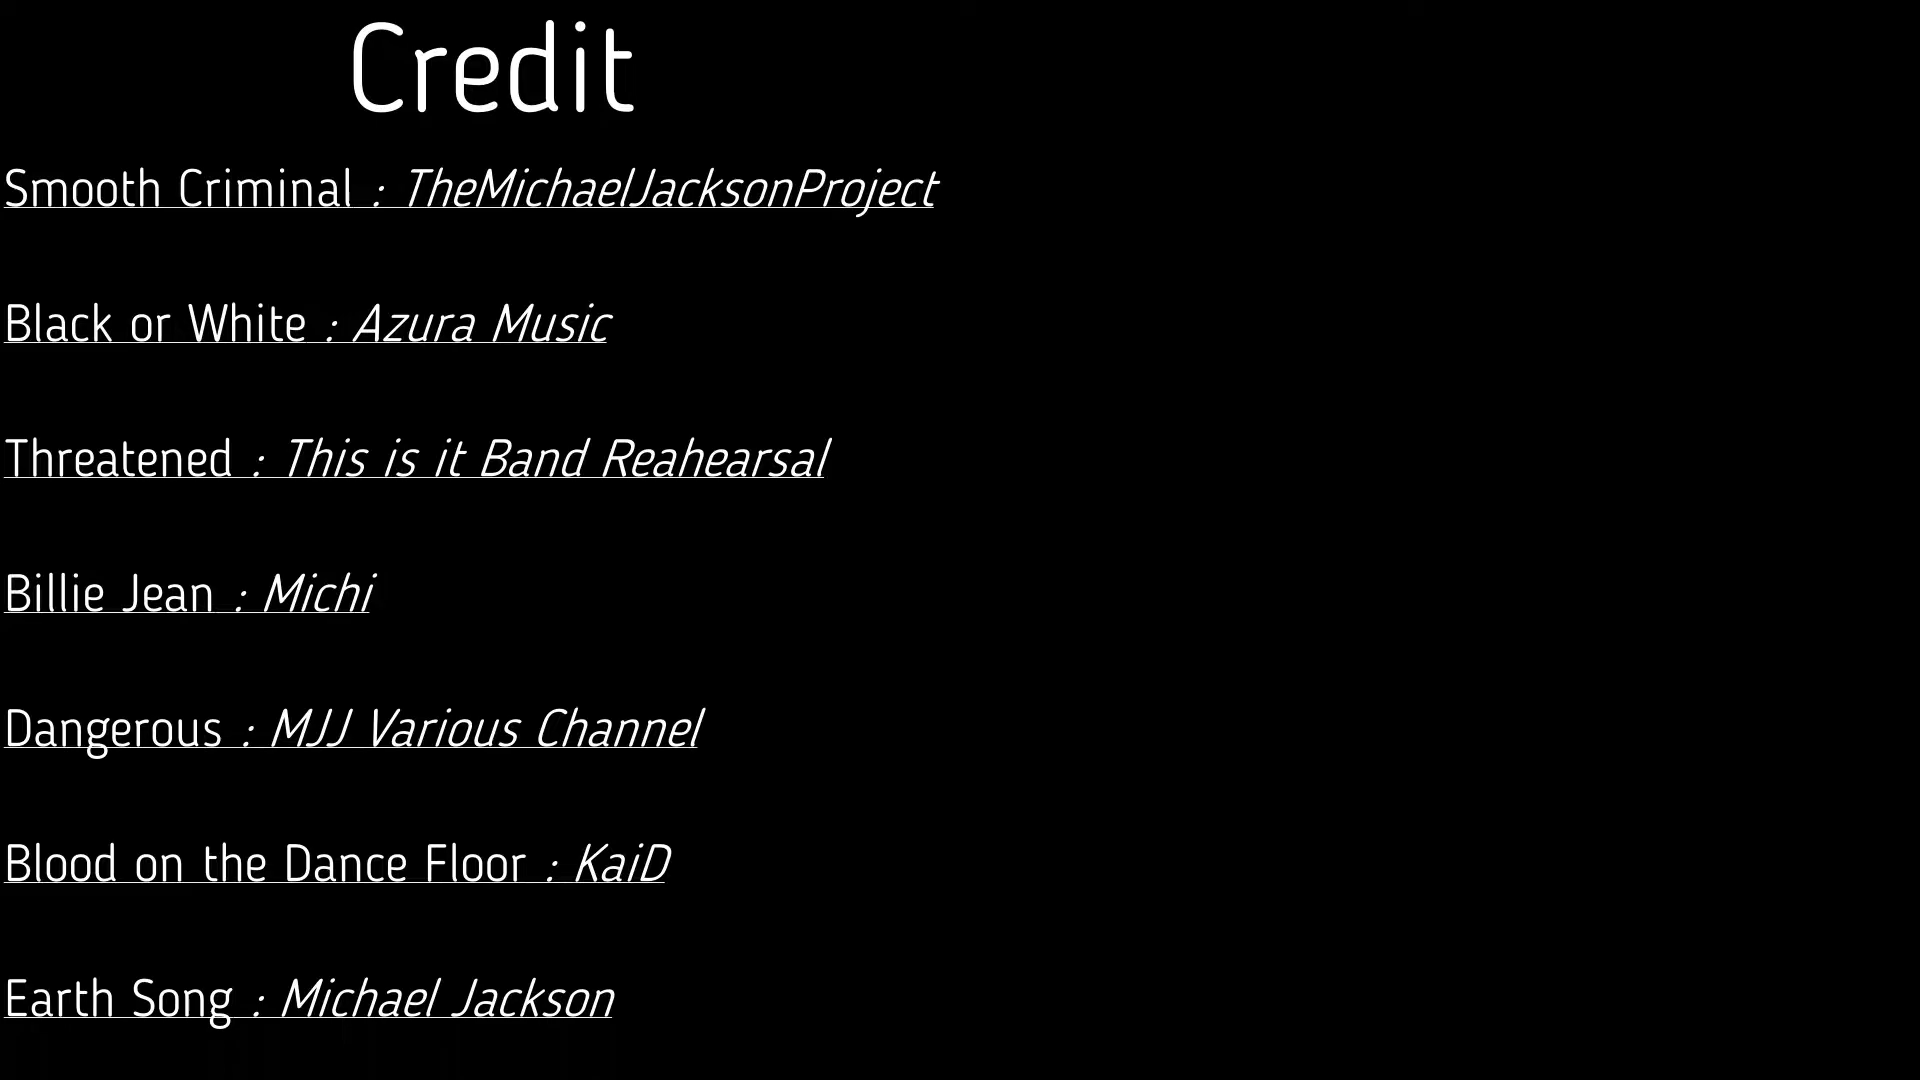 Credit
Smooth Criminal : TheMichaelJacksonProject
Black or White : Azura Music
Threatened : This is it Band Reahearsal
Billie Jean : Michi
Dangerous : MJJ Various Channel
Blood on the Dance Floor : KaiD
Earth Song : Michael Jackson